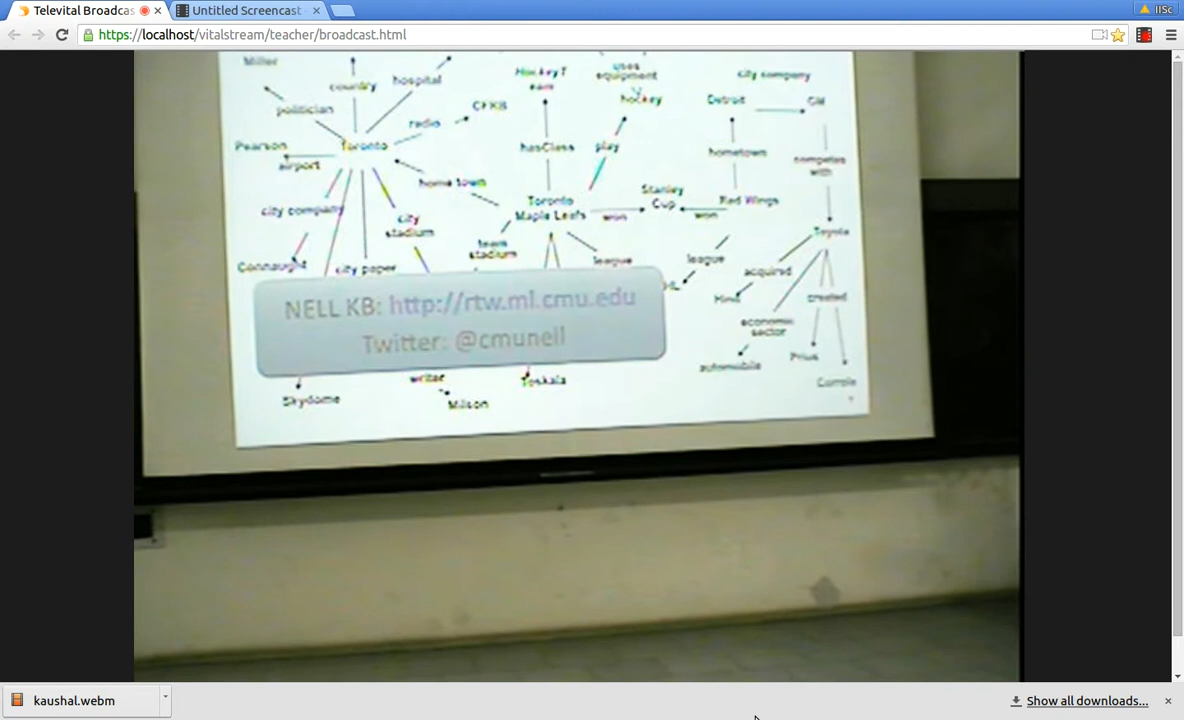 Televital Broadcas
Untitled Screencast
IISc
https://localhost/vitalstream/teacher/broadcast.html
Miller
country
hospital
Hockey T
eam
uses
equipment
city company
politician
CFRB
hockey
Detroit
GM
radio
Pearson
Toronto
airport
hasClass
play
hometown
competes
with
home town
Stanley
Cup
Toronto
Maple Leafs
won
won
Red Wings
city company
city
stadium
team
stadium
league
league
Toyota
Connaught
city paper
acquired
Hino
created
economic
sector
NELL KB: http://rtw.ml.cmu.edu
Twitter: @cmunell
automobile
Prius
Corrola
Skydome
writer
Milson
Toskala
kaushal.webm
Show all downloads...